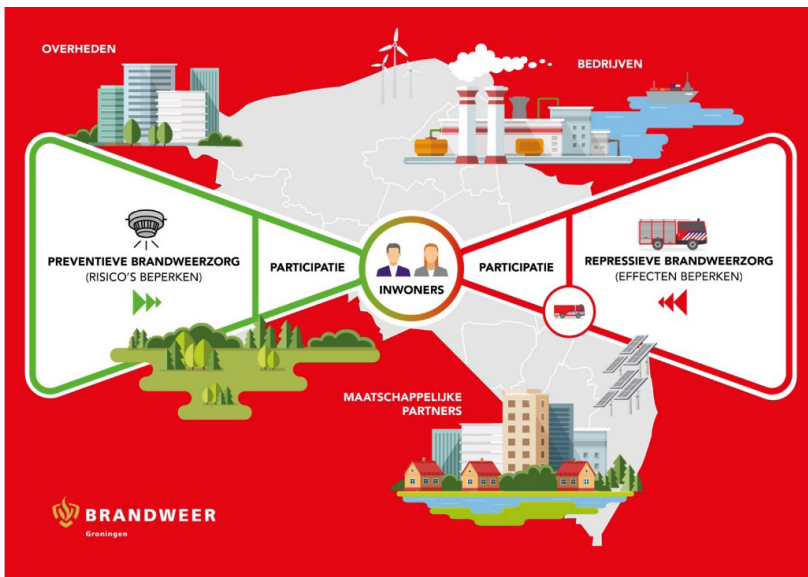 OVERHEDEN
BEDRIJVEN
PREVENTIEVE BRANDWEERZORG
(RISICO'S BEPERKEN)
PARTICIPATIE
INWONERS
PARTICIPATIE
REPRESSIEVE BRANDWEERZORG
(EFFECTEN BEPERKEN)
MAATSCHAPPELIJKE
PARTNERS
BRANDWEER
Groningen